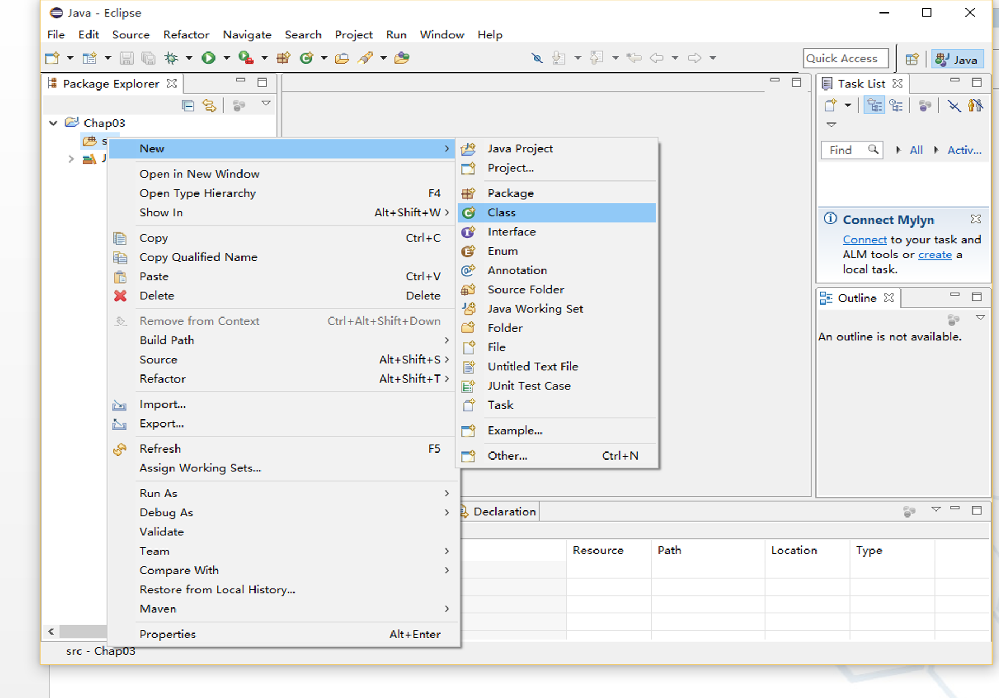 Java - Eclipse
File Edit Source Refactor Navigate Search Project Run Window Help
Quick Access
Java
Package Explorer
Chap03
New
Open in New Window
Open Type Hierarchy F4
Show In Alt+Shift+W
Copy Ctrl+C
Copy Qualified Name
Paste Ctrl+V
Delete Delete
Remove from Context Ctrl+Alt+Shift+Down
Build Path
Source Alt+Shift+S
Refactor Alt+Shift+T
Import...
Export...
Refresh F5
Assign Working Sets...
Run As
Debug As
Validate
Team
Compare With
Restore from Local History...
Maven
Properties Alt+Enter
Java Project
Project...
Package
Class
Interface
Enum
Annotation
Source Folder
Java Working Set
Folder
File
Untitled Text File
JUnit Test Case
Task
Example...
Other... Ctrl+N
Task List
Find All Activ...
Connect Mylyn
Connect to your task and
ALM tools or create a
local task.
Outline
An outline is not available.
Declaration
Resource Path Location Type
src - Chap03